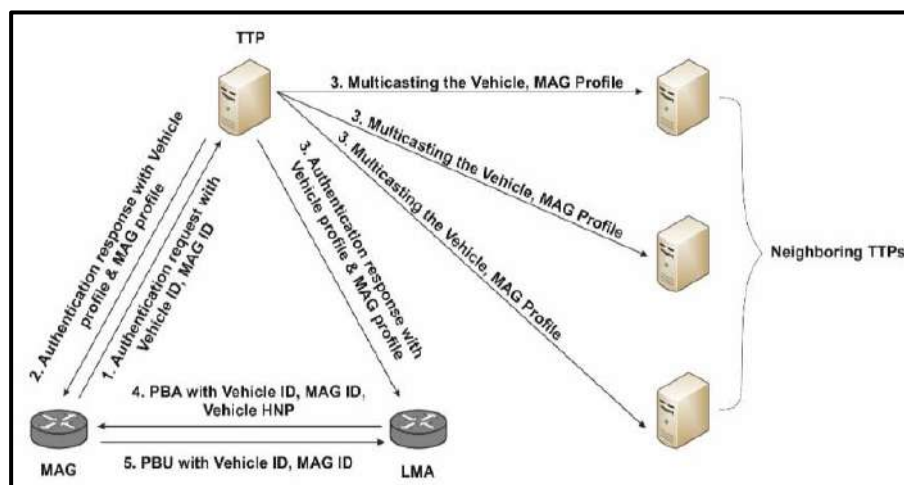 TTP
3. Multicasting the Vehicle, MAG Profile
3. Multicasting the Vehicle, MAG Profile
3. Multicasting the Vehicle, MAG Profile
Neighboring TTPs
2. Authentication response with Vehicle
profile & MAG profile
1. Authentication request with
Vehicle ID, MAG ID
3. Authentication response with
Vehicle profile & MAG profile
4. PBA with Vehicle ID, MAG ID,
Vehicle HNP
5. PBU with Vehicle ID, MAG ID
MAG
LMA